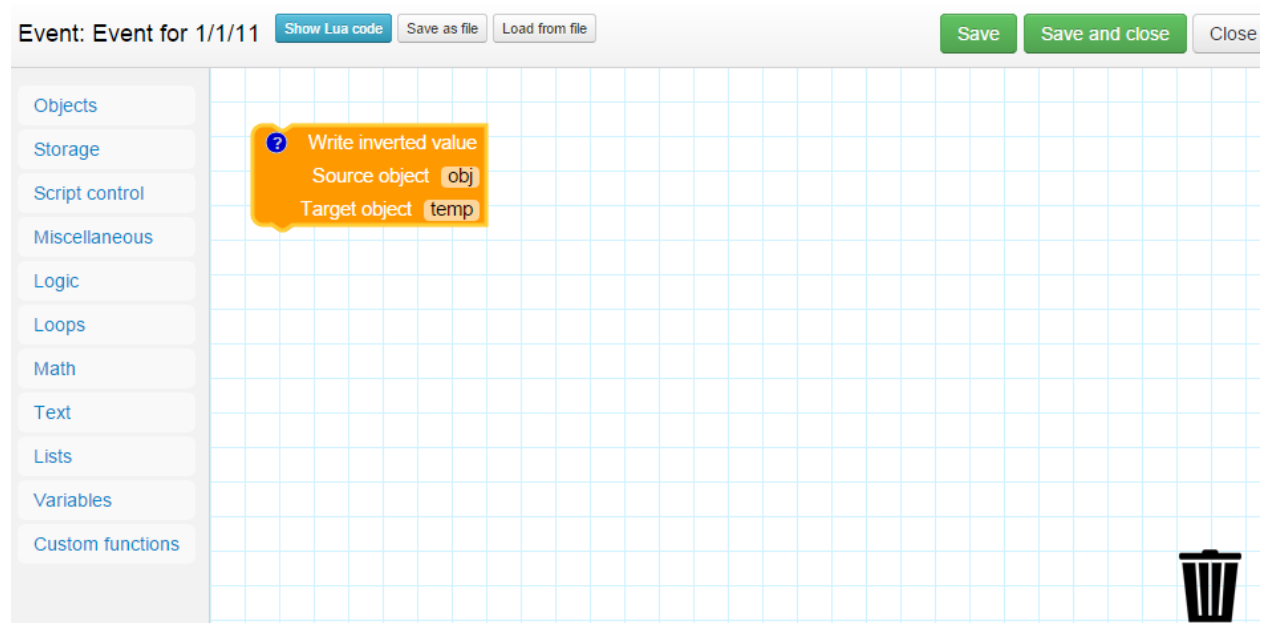 Event: Event for 1/1/11 Show Lua code Save as file Load from file Save Save and close Close
Objects
Storage
Script control
Miscellaneous
Logic
Loops
Math
Text
Lists
Variables
Custom functions
? Write inverted value
Source object obj
Target object temp